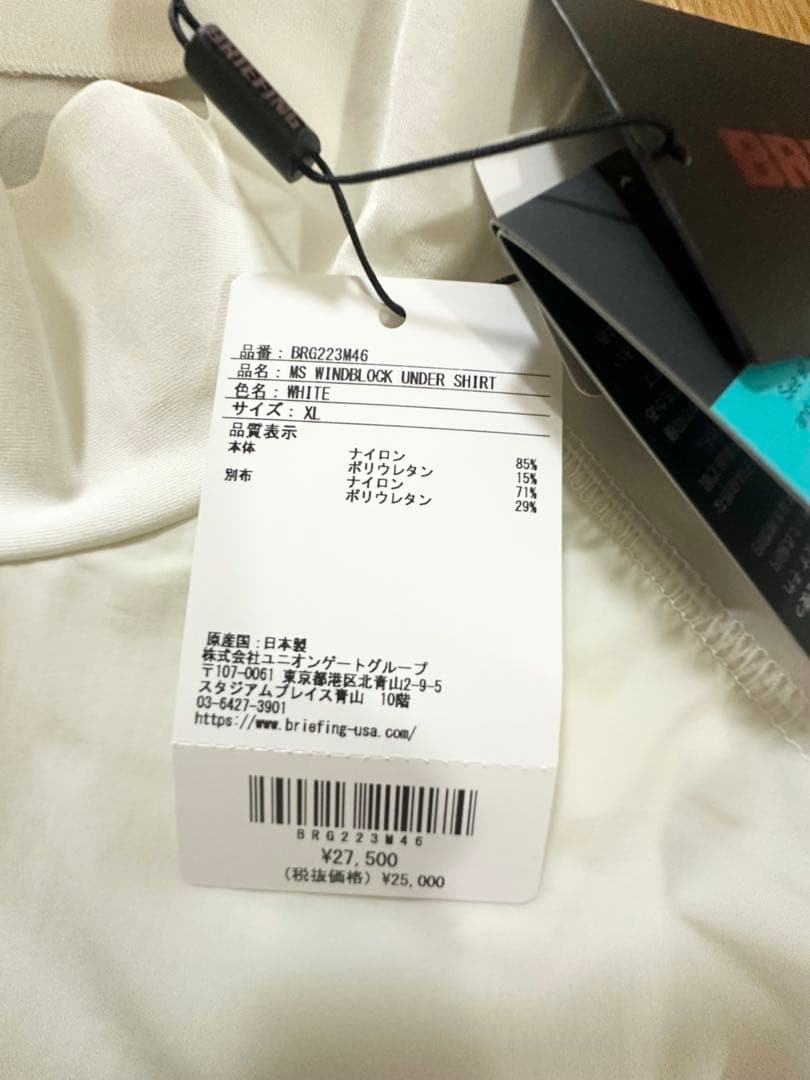 BRIEFING
BR
品番 : BRG223M46
品名 : MS WINDBLOCK UNDER SHIRT
色名 : WHITE
サイズ : XL
品質表示
本体 ナイロン 85%
ポリウレタン 15%
別布 ナイロン 71%
ポリウレタン 29%
原産国 : 日本製
株式会社ユニオンゲートグループ
〒107-0061 東京都港区北青山2-9-5
スタジアムプレイス青山 10階
03-6427-3901
https://www.briefing-usa.com/
BRG223M46
¥27,500
(税抜価格) ¥25,000